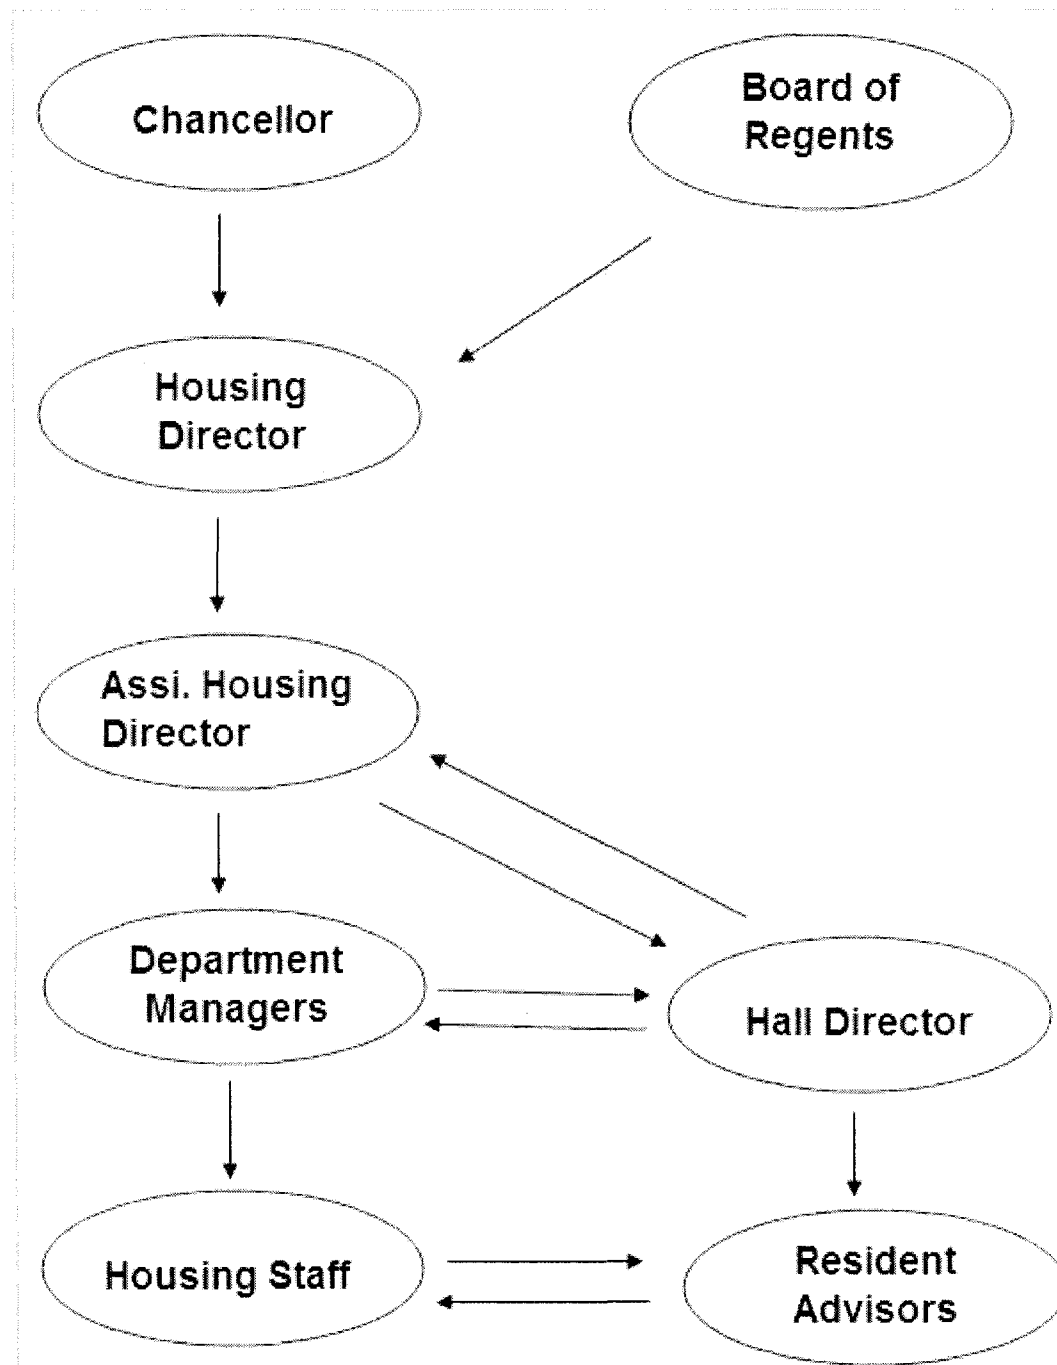 Chancellor
Board of
Regents
Housing
Director
Assi. Housing
Director
Department
Managers
Hall Director
Housing Staff
Resident
Advisors